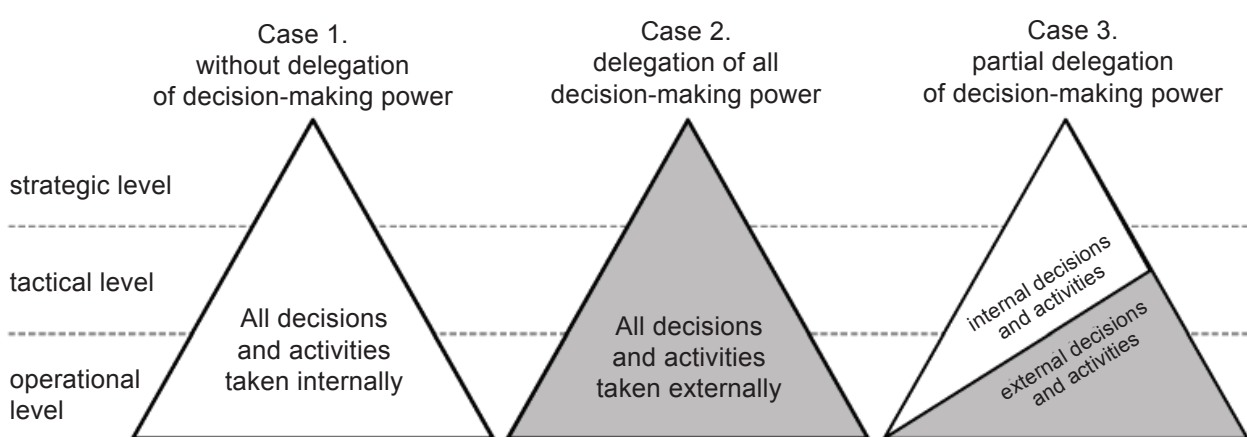 Case 1.
without delegation
of decision-making power
Case 2.
delegation of all
decision-making power
Case 3.
partial delegation
of decision-making power
strategic level
tactical level
operational
level
All decisions
and activities
taken internally
All decisions
and activities
taken externally
internal decisions
and activities
external decisions
and activities